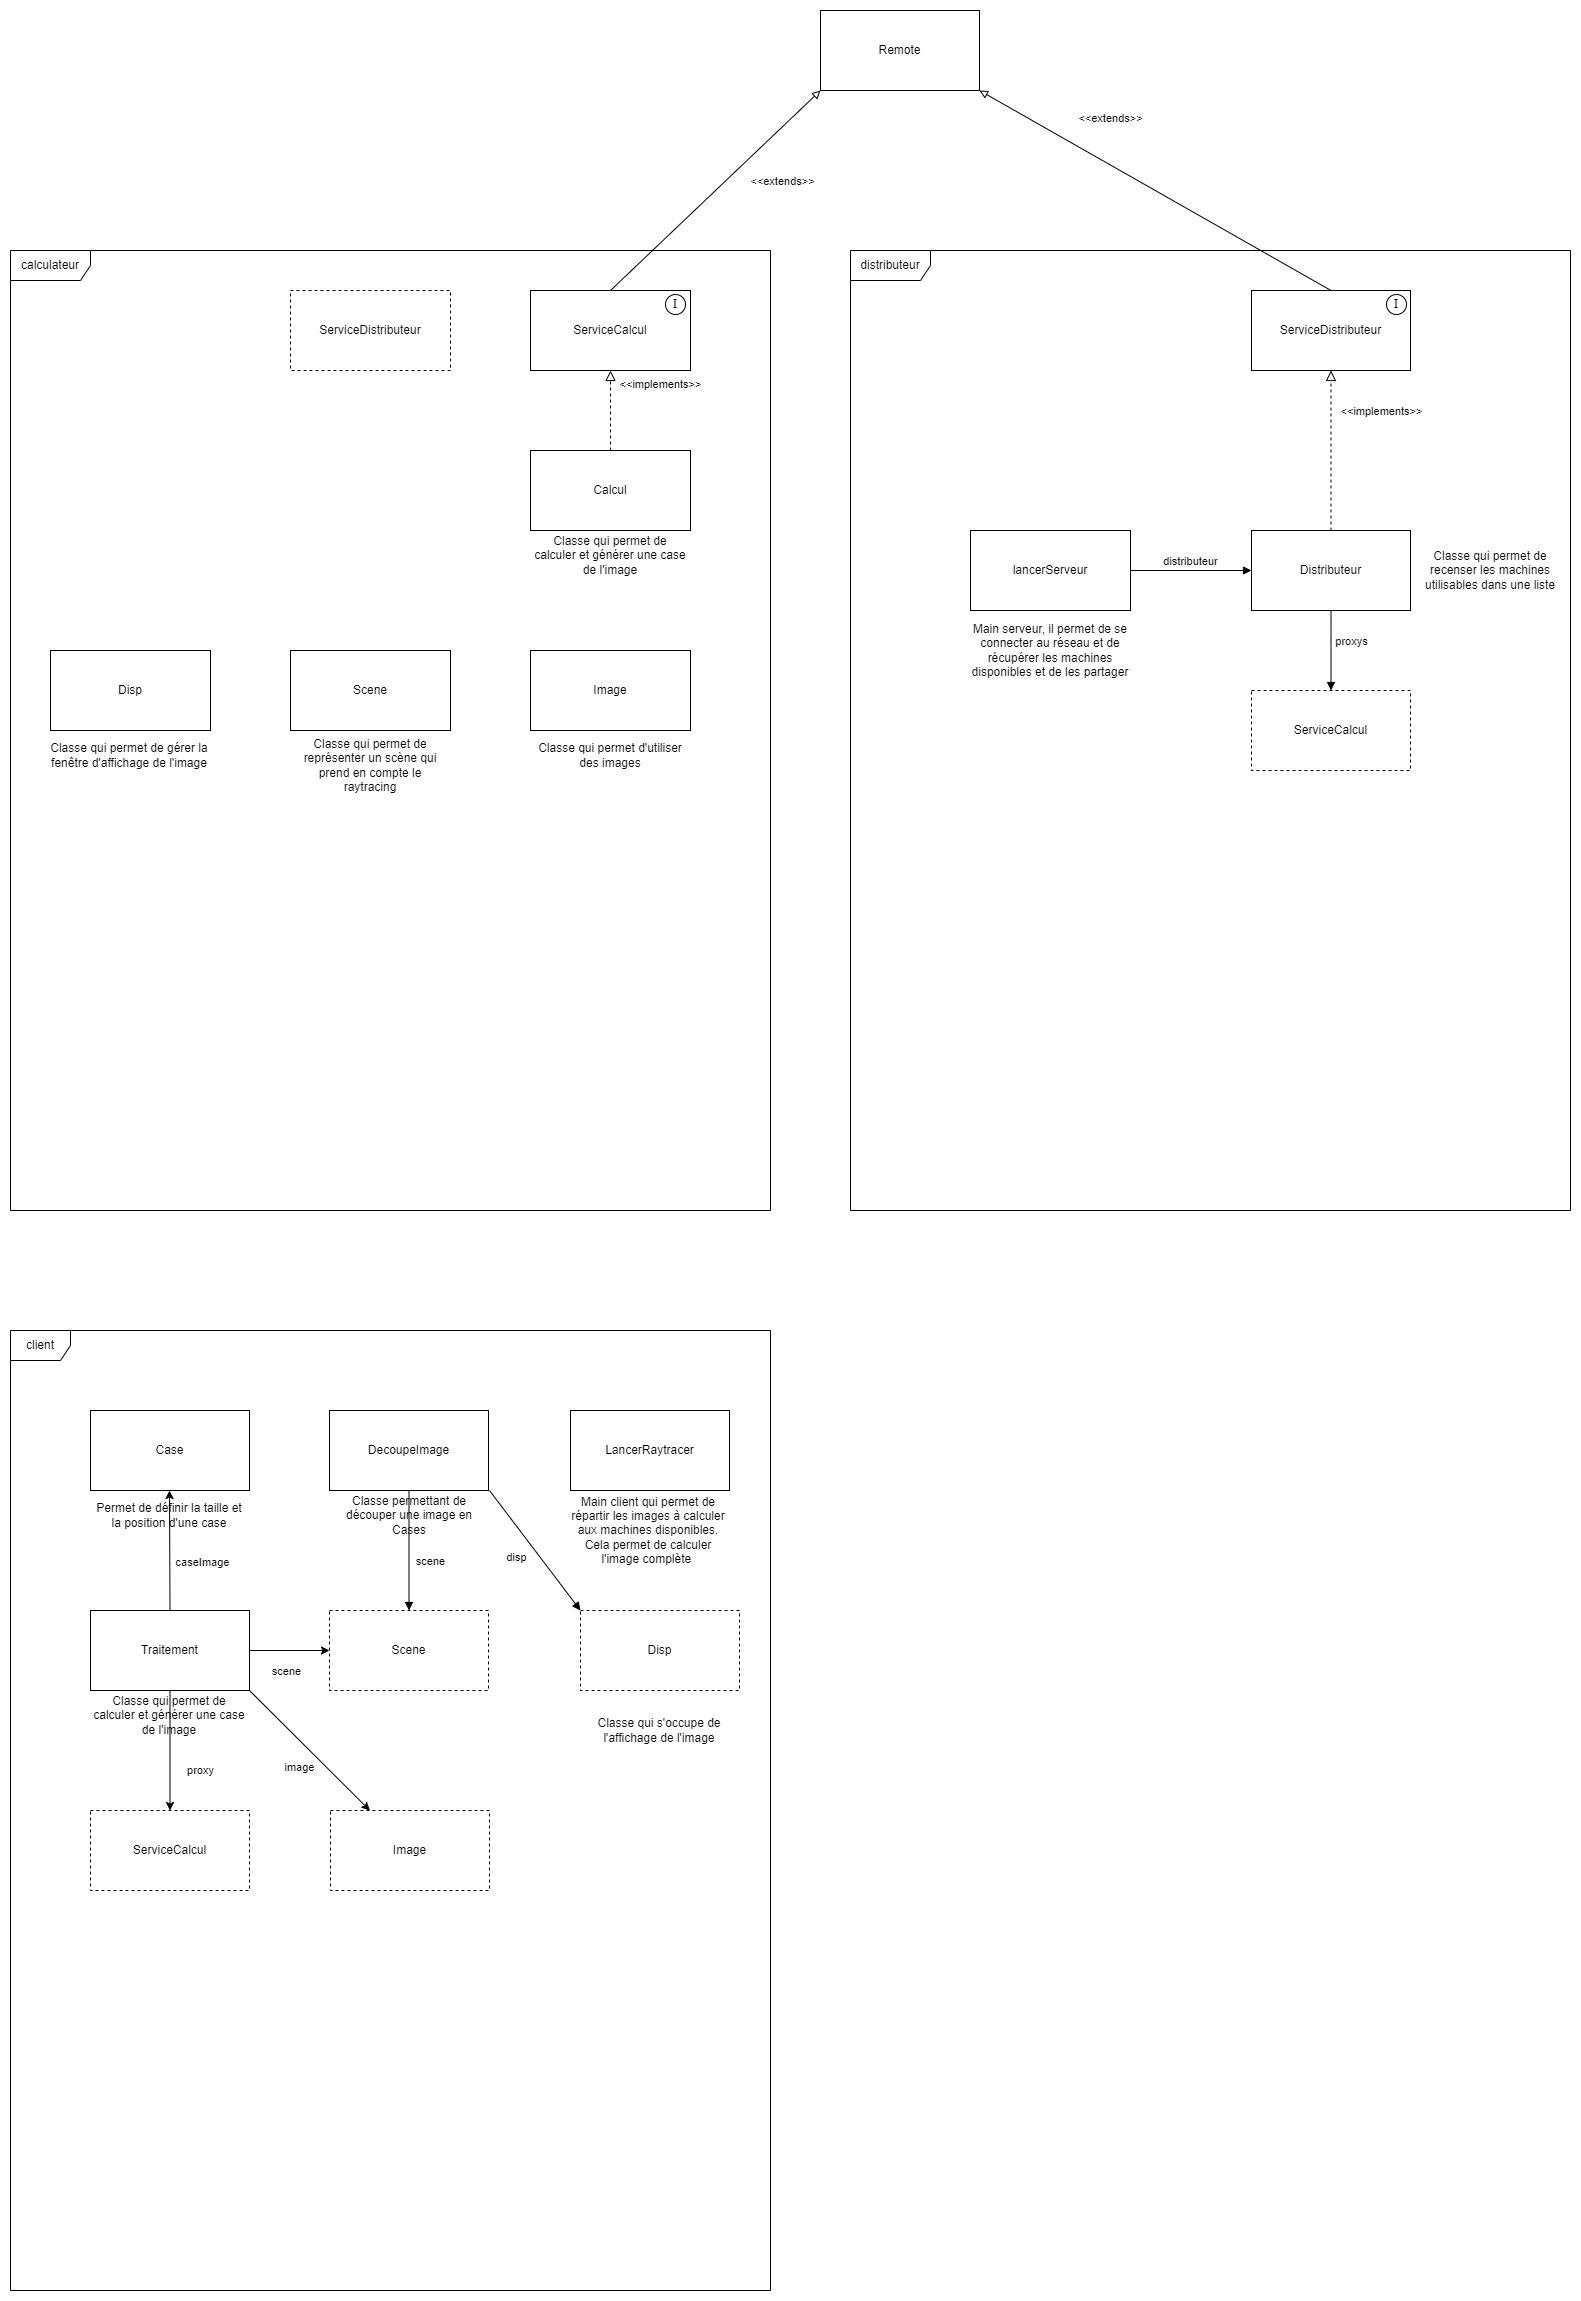 Remote
<<extends>>
<<extends>>
calculateur
ServiceDistributeur
I
ServiceCalcul
<<implements>>
Calcul
Classe qui permet de
calculer et générer une case
de l'image
Disp
Classe qui permet de gérer la
fenêtre d'affichage de l'image
Scene
Classe qui permet de
représenter un scène qui
prend en compte le
raytracing
Image
Classe qui permet d'utiliser
des images
distributeur
I
ServiceDistributeur
<<implements>>
lancerServeur
distributeur
Distributeur
Classe qui permet de
recenser les machines
utilisables dans une liste
Main serveur, il permet de se
connecter au réseau et de
récupérer les machines
disponibles et de les partager
proxys
ServiceCalcul
client
Case
Permet de définir la taille et
la position d'une case
DecoupeImage
Classe permettant de
découper une image en
Cases
LancerRaytracer
Main client qui permet de
répartir les images à calculer
aux machines disponibles.
Cela permet de calculer
l'image complète
caseImage
scene
disp
Traitement
Classe qui permet de
calculer et générer une case
de l'image
scene
Scene
Disp
Classe qui s'occupe de
l'affichage de l'image
proxy
image
ServiceCalcul
Image